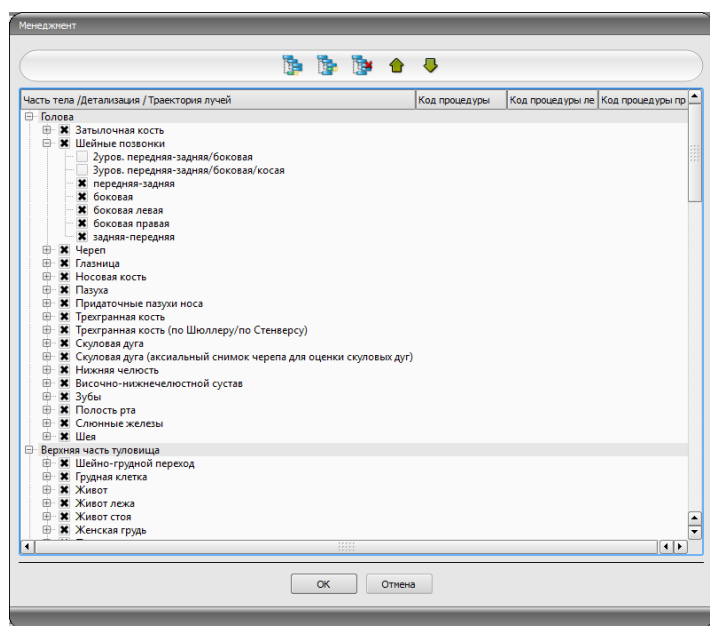 Менеджмент
Часть тела /Детализация / Траектория лучей Код процедуры Код процедуры ле Код процедуры пр
Голова
Затылочная кость
Шейные позвонки
2уров. передняя-задняя/боковая
3уров. передняя-задняя/боковая/косая
передняя-задняя
боковая
боковая левая
боковая правая
задняя-передняя
Череп
Глазница
Носовая кость
Пазуха
Придаточные пазухи носа
Трехгранная кость
Трехгранная кость (по Шюллеру/по Стенверсу)
Скуловая дуга
Скуловая дуга (аксиальный снимок черепа для оценки скуловых дуг)
Нижняя челюсть
Височно-нижнечелюстной сустав
Зубы
Полость рта
Слюнные железы
Шея
Верхняя часть туловища
Шейно-грудной переход
Грудная клетка
Живот
Живот лежа
Живот стоя
Женская грудь
OK Отмена